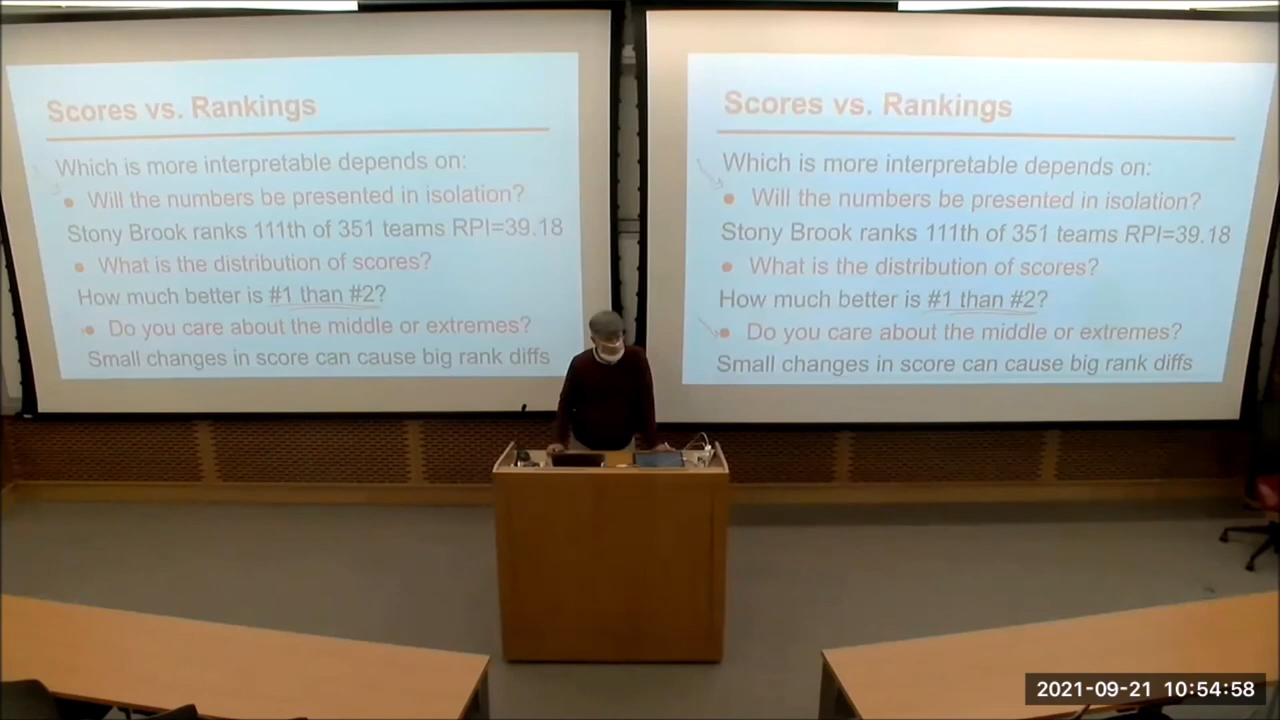 Scores vs. Rankings
Which is more interpretable depends on:
• Will the numbers be presented in isolation?
Stony Brook ranks 111th of 351 teams RPI=39.18
• What is the distribution of scores?
How much better is #1 than #2?
• Do you care about the middle or extremes?
Small changes in score can cause big rank diffs
Scores vs. Rankings
Which is more interpretable depends on:
• Will the numbers be presented in isolation?
Stony Brook ranks 111th of 351 teams RPI=39.18
• What is the distribution of scores?
How much better is #1 than #2?
• Do you care about the middle or extremes?
Small changes in score can cause big rank diffs
2021-09-21 10:54:58